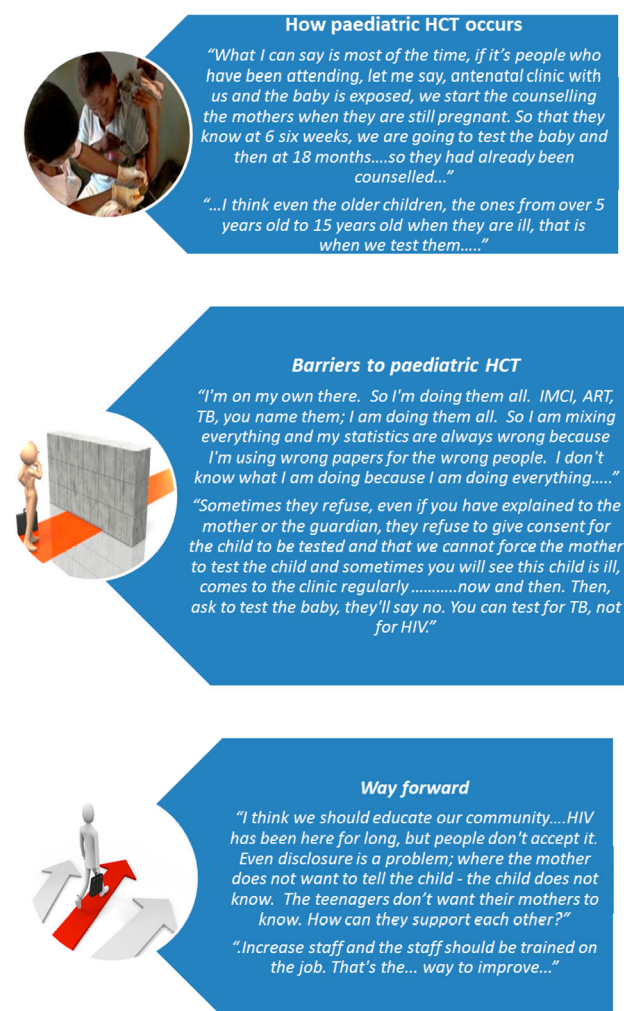 How paediatric HCT occurs
“What I can say is most of the time, if it’s people who
have been attending, let me say, antenatal clinic with
us and the baby is exposed, we start the counselling
the mothers when they are still pregnant. So that they
know at 6 six weeks, we are going to test the baby and
then at 18 months....so they had already been
counselled...”
“...I think even the older children, the ones from over 5
years old to 15 years old when they are ill, that is
when we test them.....”
Barriers to paediatric HCT
“I'm on my own there.  So I'm doing them all.  IMCI, ART,
TB, you name them; I am doing them all.  So I am mixing
everything and my statistics are always wrong because
I'm using wrong papers for the wrong people.  I don't
know what I am doing because I am doing everything.....”
“Sometimes they refuse, even if you have explained to the
mother or the guardian, they refuse to give consent for
the child to be tested and that we cannot force the mother
to test the child and sometimes you will see this child is ill,
comes to the clinic regularly ...........now and then. Then,
ask to test the baby, they'll say no. You can test for TB, not
for HIV.”
Way forward
“I think we should educate our community....HIV
has been here for long, but people don't accept it.
Even disclosure is a problem; where the mother
does not want to tell the child - the child does not
know.  The teenagers don’t want their mothers to
know. How can they support each other?”
“.Increase staff and the staff should be trained on
the job. That's the... way to improve...”